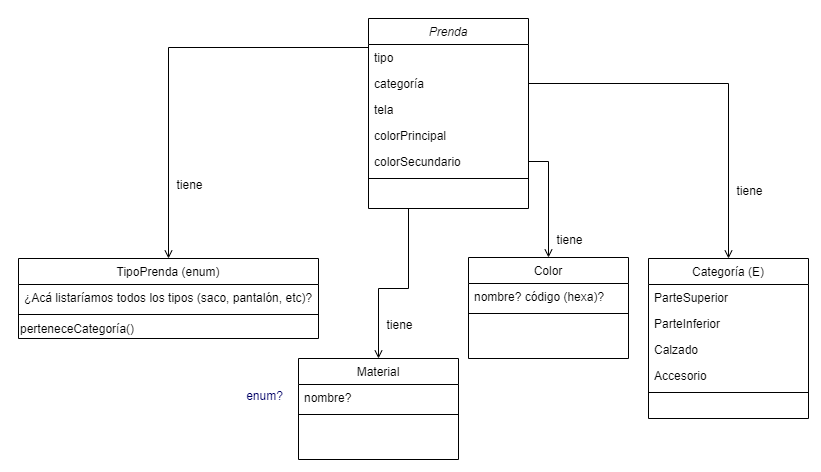 Prenda
tipo
categoría
tela
colorPrincipal
colorSecundario
tiene
tiene
tiene
tiene
TipoPrenda (enum)
¿Acá listaríamos todos los tipos (saco, pantalón, etc)?
perteneceCategoría()
Color
nombre? código (hexa)?
Categoría (E)
ParteSuperior
ParteInferior
Calzado
Accesorio
Material
enum?
nombre?